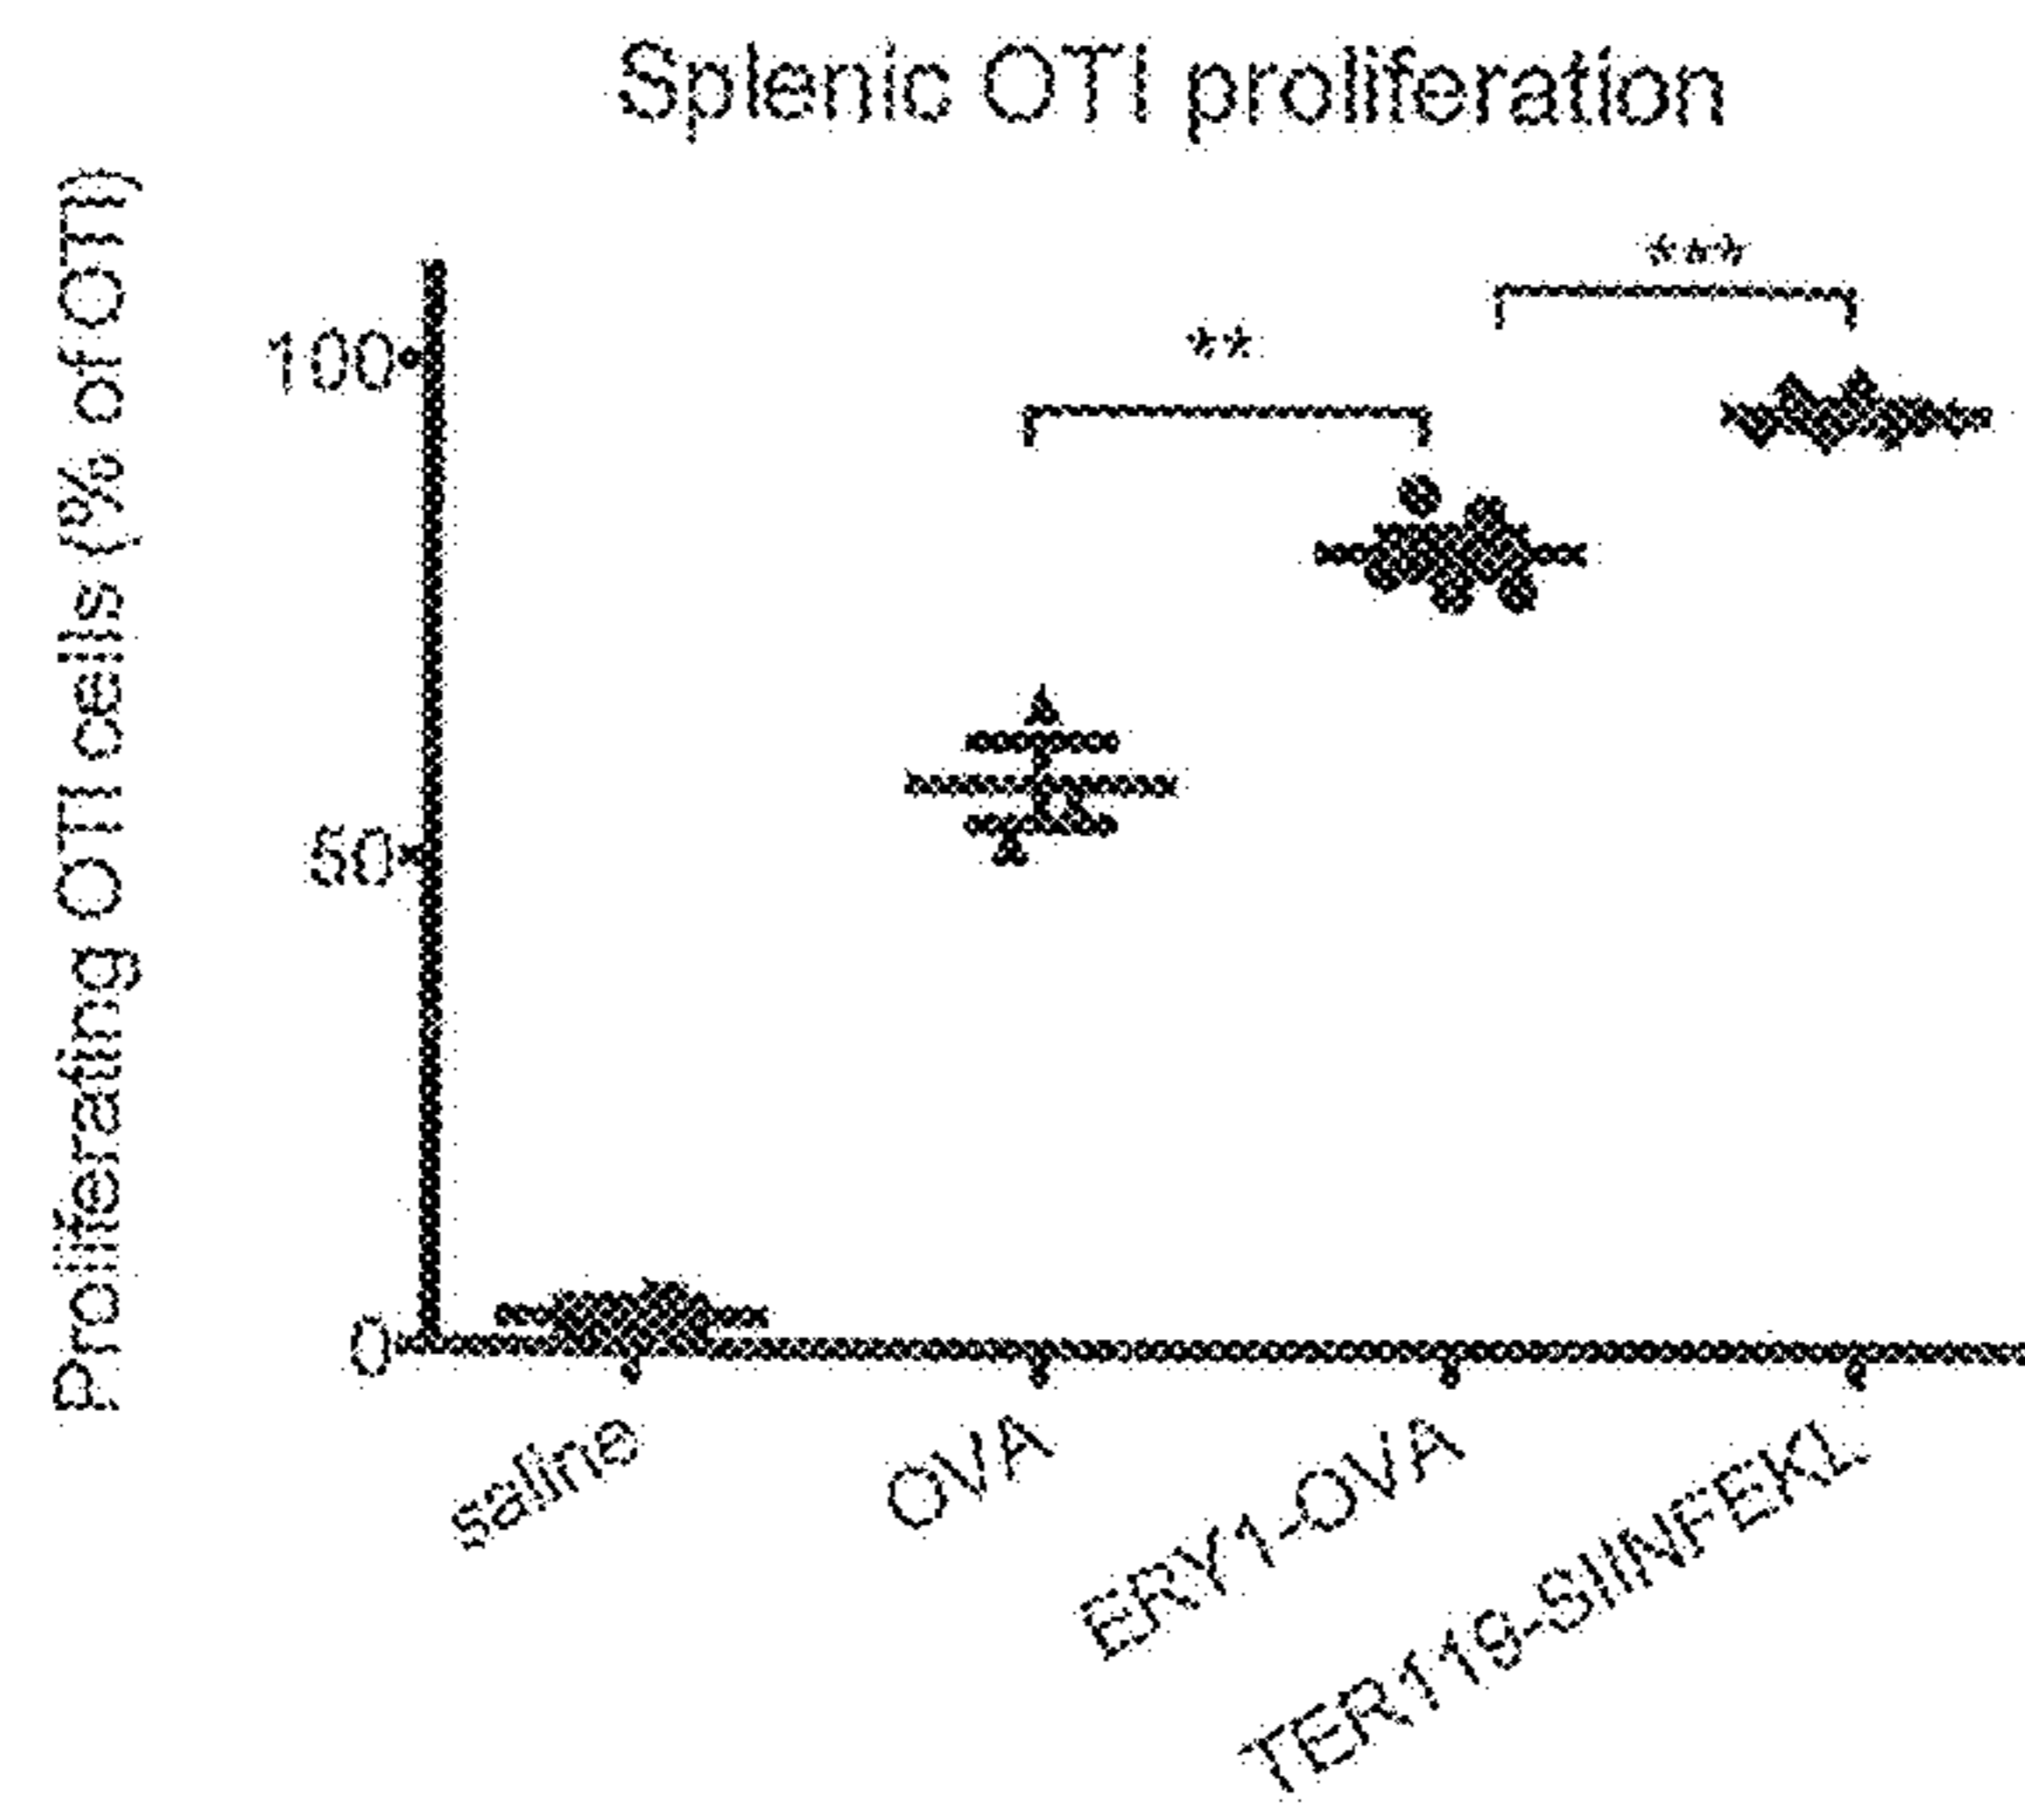 Splenic OTI proliferation
Proliferating OTI cells (% of OTI)
***
**
100
50
0
saline
OVA
ERY1-OVA
TER119-SIINFEKL